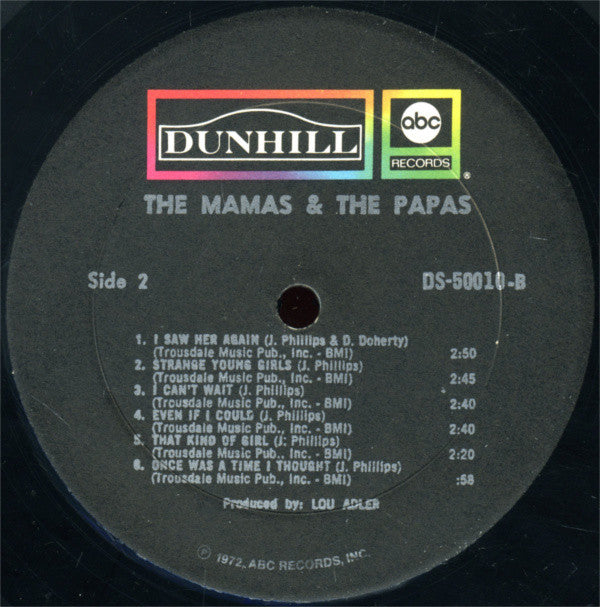 DUNHILL
abc
RECORDS
®
THE MAMAS & THE PAPAS
Side 2
DS-50010-B
1. I SAW HER AGAIN (J. Phillips & D. Doherty)
(Trousdale Music Pub., Inc. - BMI) 2:50
2. STRANGE YOUNG GIRLS (J. Phillips)
(Trousdale Music Pub., Inc. - BMI) 2:45
3. I CAN'T WAIT (J. Phillips)
(Trousdale Music Pub., Inc. - BMI) 2:40
4. EVEN IF I COULD (J. Phillips)
(Trousdale Music Pub., Inc. - BMI) 2:40
5. THAT KIND OF GIRL (J. Phillips)
(Trousdale Music Pub., Inc. - BMI) 2:20
6. ONCE WAS A TIME I THOUGHT (J. Phillips)
(Trousdale Music Pub., Inc. - BMI) :58
Produced by: LOU ADLER
℗ 1972, ABC RECORDS, INC.